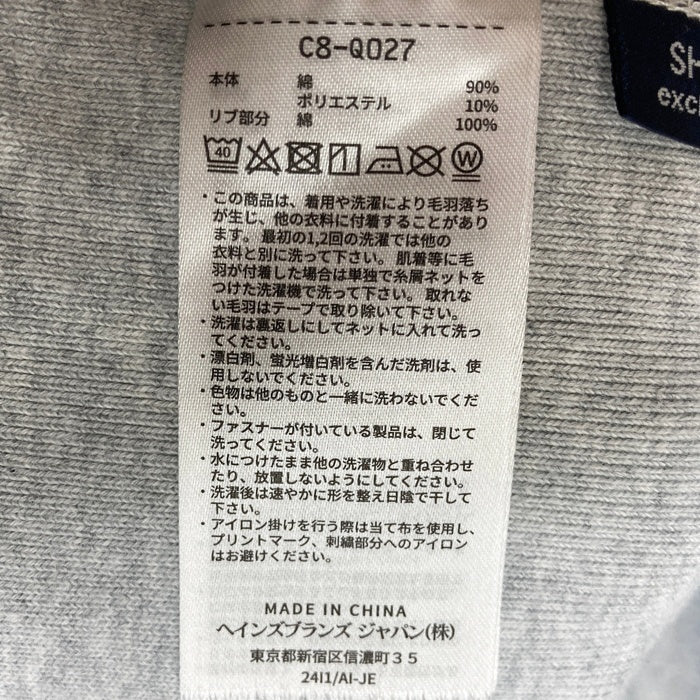 C8-Q027
本体 綿 90%
ポリエステル 10%
リブ部分 綿 100%
40 W
・この商品は、着用や洗濯により毛羽落ち
が生じ、他の衣料に付着することがあり
ます。最初の1,2回の洗濯では他の
衣料と別に洗って下さい。肌着等に毛
羽が付着した場合は単独で糸屑ネットを
つけた洗濯機で洗って下さい。取れな
い毛羽はテープで取り除いて下さい。
・洗濯は裏返しにしてネットに入れて洗っ
てください。
・漂白剤、蛍光増白剤を含んだ洗剤は、使
用しないでください。
・色物は他のものと一緒に洗わないでくだ
さい。
・ファスナーが付いている製品は、閉じて
洗ってください。
・水につけたまま他の洗濯物と重ね合わせ
たり、放置しないようにしてください。
・洗濯後は速やかに形を整え日陰で干して
下さい。
・アイロン掛けを行う際は当て布を使用し、
プリントマーク、刺繍部分へのアイロン
はお避けください。
MADE IN CHINA
ヘインズブランズ ジャパン(株)
東京都新宿区信濃町35
24I1/AI-JE
SH
exc